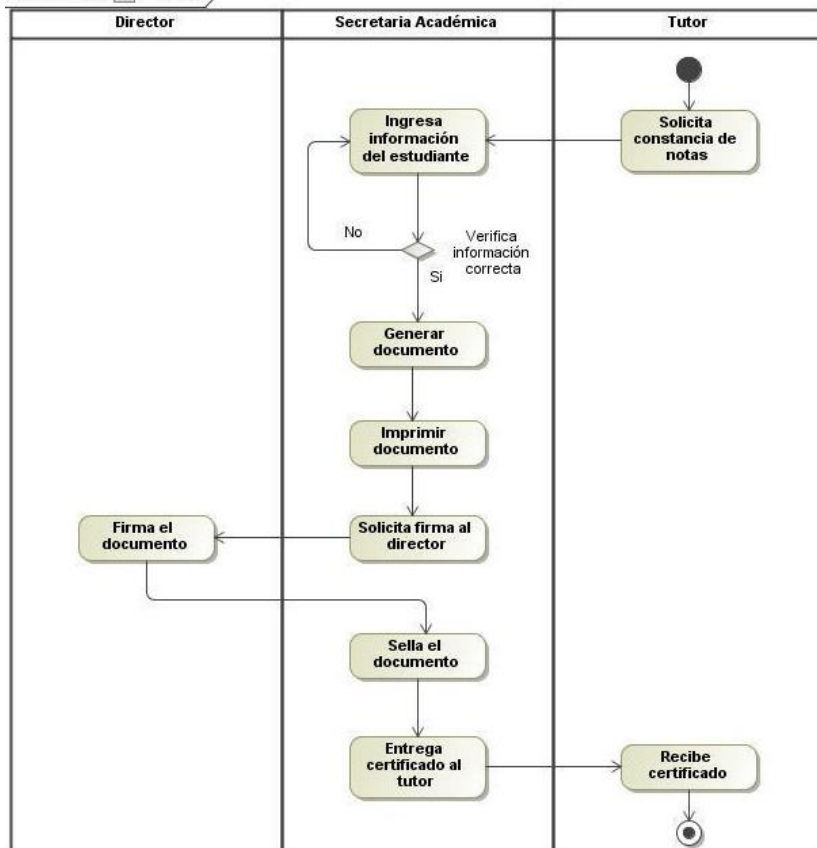 Director
Secretaria Académica
Tutor
Ingresa
información
del estudiante
Solicita
constancia de
notas
No
Verifica
información
correcta
Si
Generar
documento
Imprimir
documento
Firma el
documento
Solicita firma al
director
Sella el
documento
Entrega
certificado al
tutor
Recibe
certificado